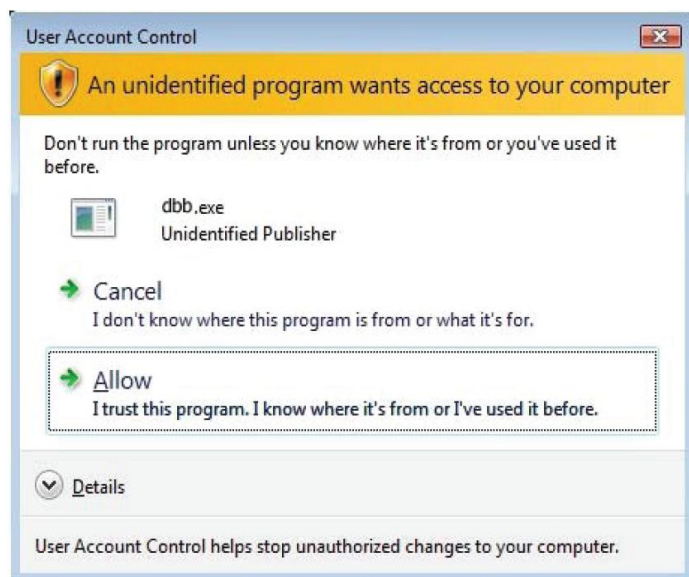 User Account Control
An unidentified program wants access to your computer
Don't run the program unless you know where it's from or you've used it
before.
dbb.exe
Unidentified Publisher
Cancel
I don't know where this program is from or what it's for.
Allow
I trust this program. I know where it's from or I've used it before.
Details
User Account Control helps stop unauthorized changes to your computer.